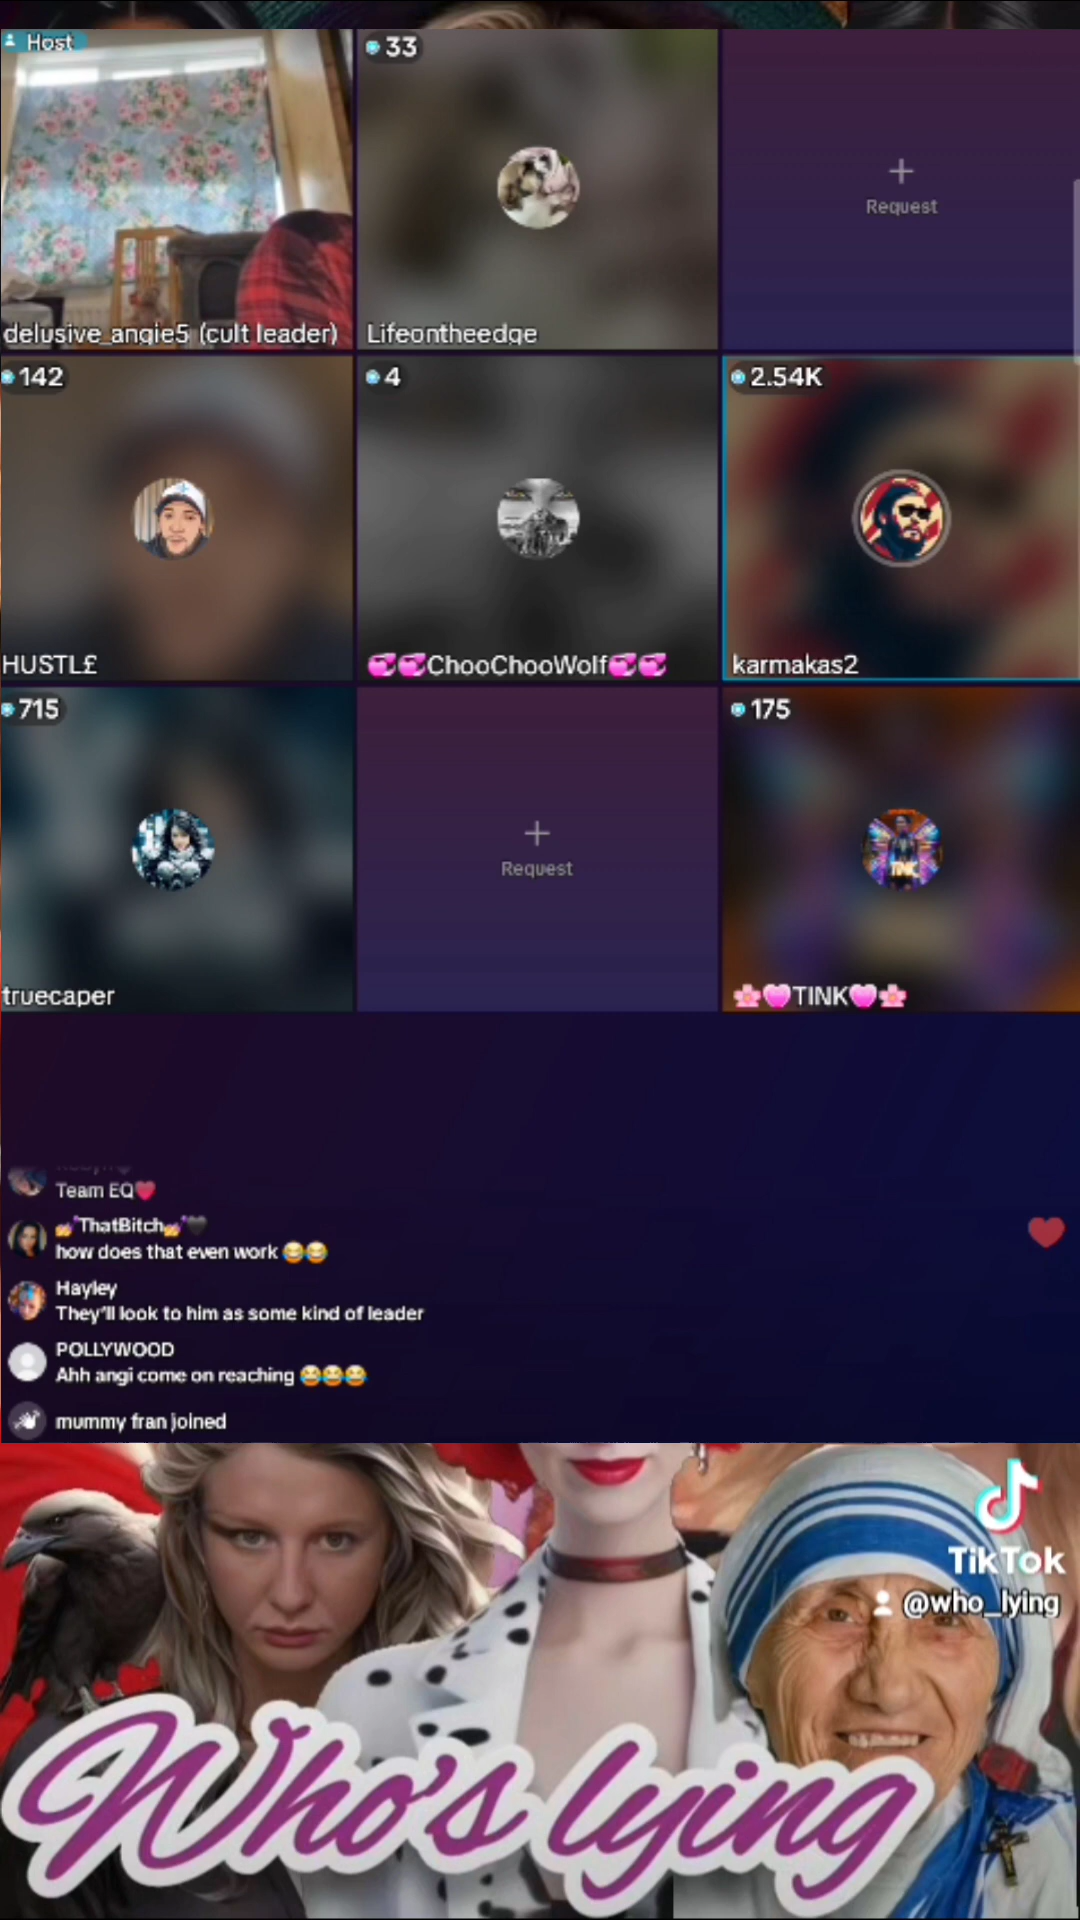 Host
33
delusive_angie5 (cult leader)
Lifeontheedge
Request
142
4
2.54K
HUSTL£
💞💞ChooChooWolf💞💞
karmakas2
715
175
Request
truecaper
🌸💗TINK💗🌸
TINK
Team EQ❤️
💅ThatBitch💅🖤
how does that even work 😂😂
Hayley
They'll look to him as some kind of leader
POLLYWOOD
Ahh angi come on reaching 😂😂😂
mummy fran joined
TikTok
@who_lying
Who's lying